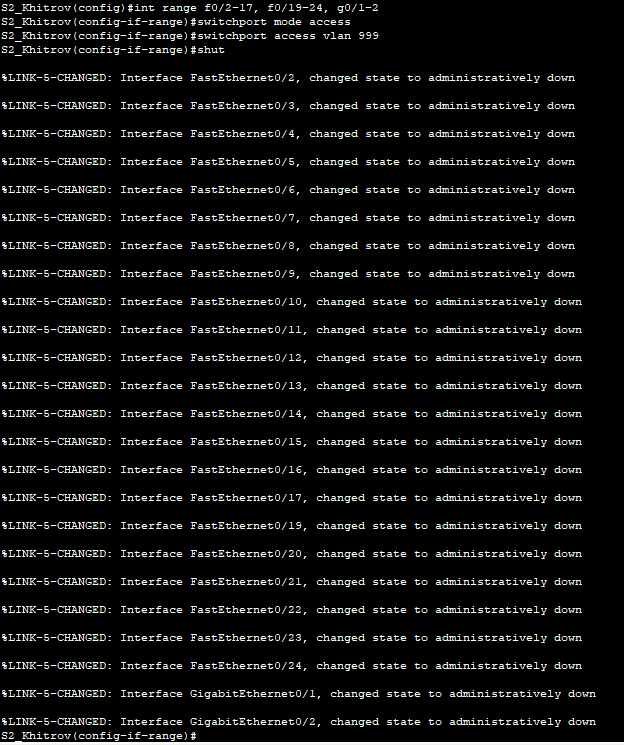 S2_Khitrov(config)#int range f0/2-17, f0/19-24, g0/1-2
S2_Khitrov(config-if-range)#switchport mode access
S2_Khitrov(config-if-range)#switchport access vlan 999
S2_Khitrov(config-if-range)#shut
%LINK-5-CHANGED: Interface FastEthernet0/2, changed state to administratively down
%LINK-5-CHANGED: Interface FastEthernet0/3, changed state to administratively down
%LINK-5-CHANGED: Interface FastEthernet0/4, changed state to administratively down
%LINK-5-CHANGED: Interface FastEthernet0/5, changed state to administratively down
%LINK-5-CHANGED: Interface FastEthernet0/6, changed state to administratively down
%LINK-5-CHANGED: Interface FastEthernet0/7, changed state to administratively down
%LINK-5-CHANGED: Interface FastEthernet0/8, changed state to administratively down
%LINK-5-CHANGED: Interface FastEthernet0/9, changed state to administratively down
%LINK-5-CHANGED: Interface FastEthernet0/10, changed state to administratively down
%LINK-5-CHANGED: Interface FastEthernet0/11, changed state to administratively down
%LINK-5-CHANGED: Interface FastEthernet0/12, changed state to administratively down
%LINK-5-CHANGED: Interface FastEthernet0/13, changed state to administratively down
%LINK-5-CHANGED: Interface FastEthernet0/14, changed state to administratively down
%LINK-5-CHANGED: Interface FastEthernet0/15, changed state to administratively down
%LINK-5-CHANGED: Interface FastEthernet0/16, changed state to administratively down
%LINK-5-CHANGED: Interface FastEthernet0/17, changed state to administratively down
%LINK-5-CHANGED: Interface FastEthernet0/19, changed state to administratively down
%LINK-5-CHANGED: Interface FastEthernet0/20, changed state to administratively down
%LINK-5-CHANGED: Interface FastEthernet0/21, changed state to administratively down
%LINK-5-CHANGED: Interface FastEthernet0/22, changed state to administratively down
%LINK-5-CHANGED: Interface FastEthernet0/23, changed state to administratively down
%LINK-5-CHANGED: Interface FastEthernet0/24, changed state to administratively down
%LINK-5-CHANGED: Interface GigabitEthernet0/1, changed state to administratively down
%LINK-5-CHANGED: Interface GigabitEthernet0/2, changed state to administratively down
S2_Khitrov(config-if-range)#